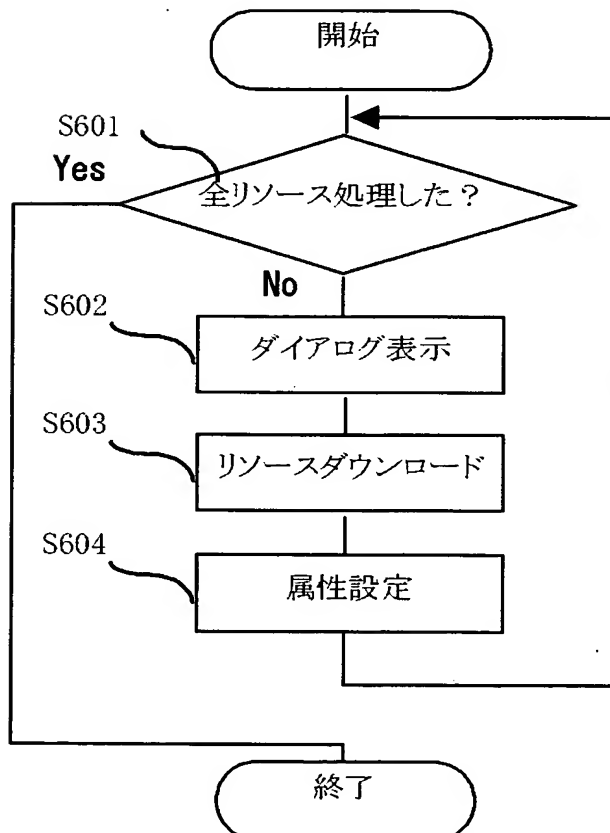 開始
S601
Yes
全リソース処理した？
No
S602
ダイアログ表示
S603
リソースダウンロード
S604
属性設定
終了